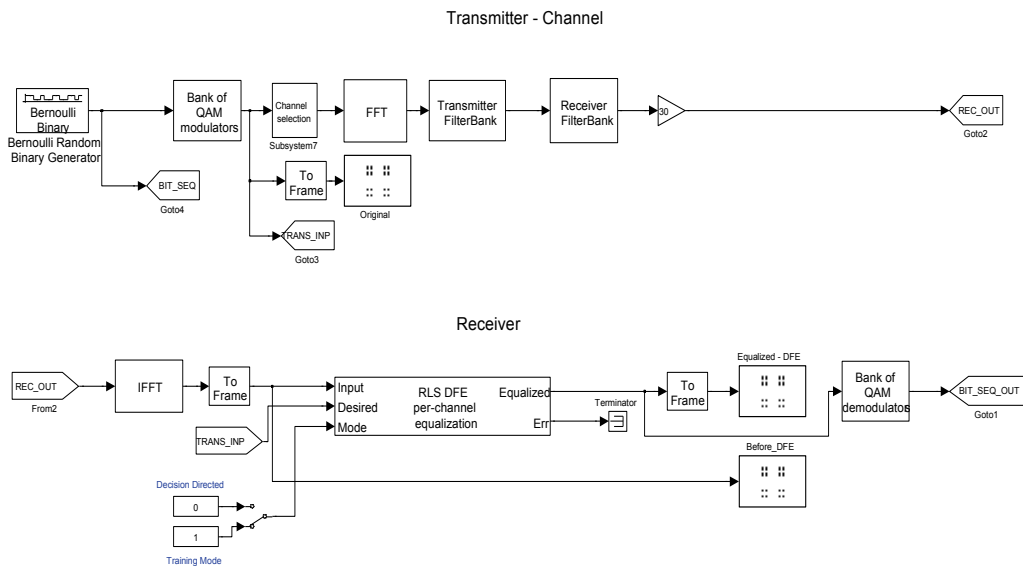 Transmitter - Channel
Bernoulli
Binary
Bernoulli Random
Binary Generator
Bank of
QAM
modulators
Channel
selection
Subsystem7
FFT
Transmitter
FilterBank
Receiver
FilterBank
30
REC_OUT
Goto2
BIT_SEQ
Goto4
To
Frame
Original
TRANS_INP
Goto3
Receiver
REC_OUT
From2
IFFT
To
Frame
TRANS_INP
Input
Desired
Mode
RLS DFE
per-channel
equalization
Equalized
Err
Terminator
To
Frame
Equalized - DFE
Bank of
QAM
demodulators
BIT_SEQ_OUT
Goto1
Before_DFE
Decision Directed
0
1
Training Mode